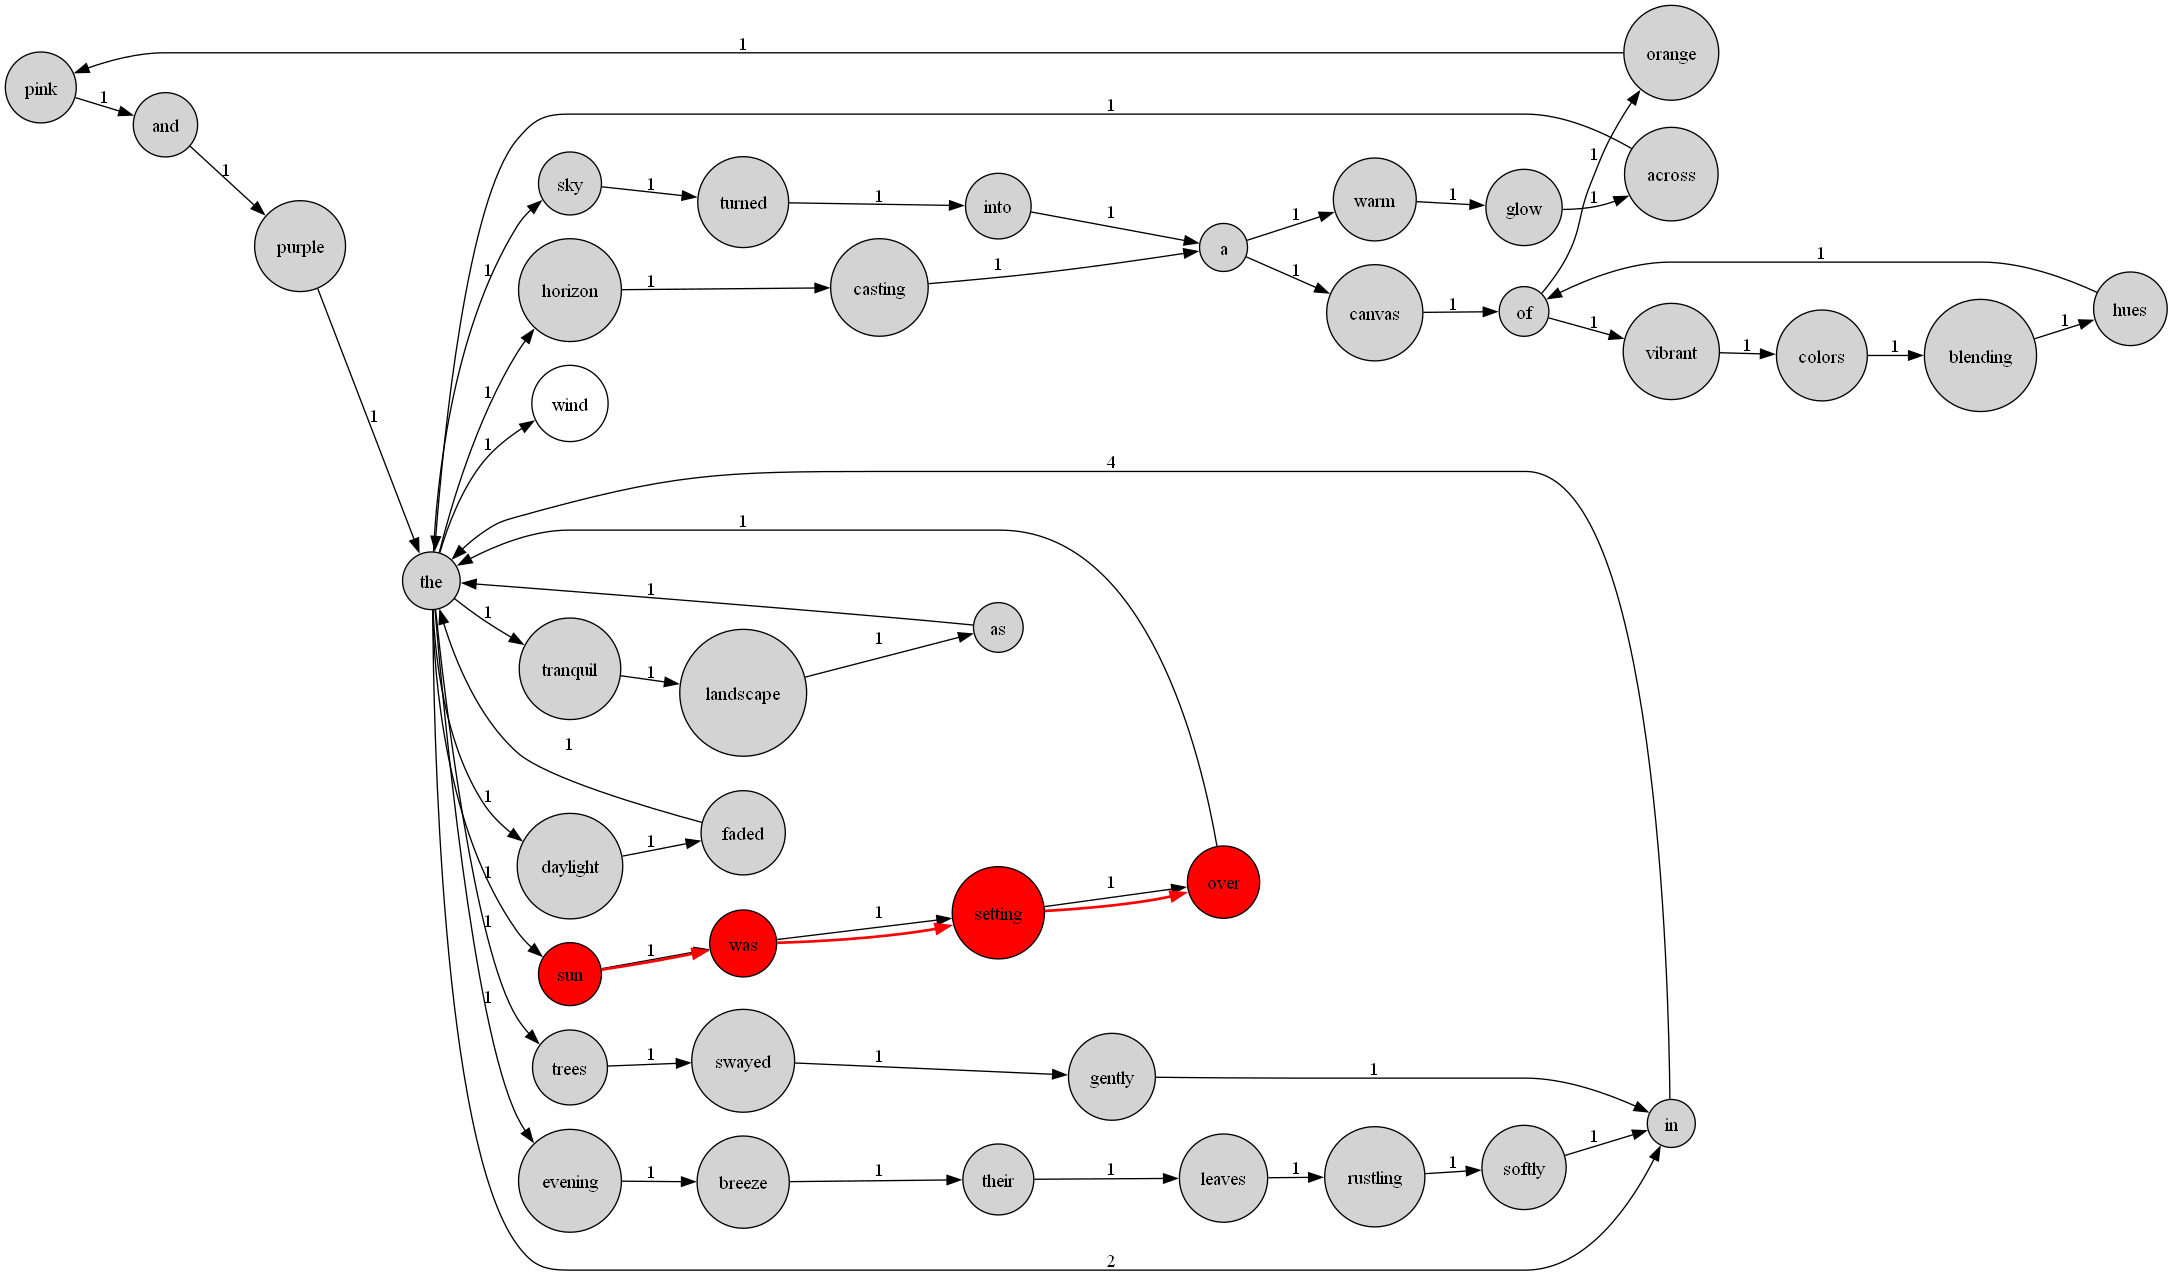 orange
1
pink
1
and
1
across
1
sky
1
turned
1
into
1
warm
1
glow
1
1
1
purple
1
a
1
horizon
1
casting
1
canvas
1
of
1
hues
1
1
vibrant
1
colors
1
blending
1
1
1
wind
1
1
4
1
the
1
1
as
tranquil
1
landscape
1
1
1
daylight
1
faded
1
sun
1
was
1
setting
1
over
1
1
trees
1
swayed
1
gently
1
in
1
evening
1
breeze
1
their
1
leaves
1
rustling
1
softly
1
2